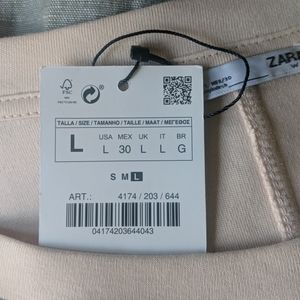 FSC
ZARA
TALLA / SIZE / TAMANHO / TAILLE / MAAT / ΜΕΓΕΘΟΣ
L
USA MEX UK IT BR
L 30 L L G
S M L
ART.: 4174 / 203 / 644
04174203644043